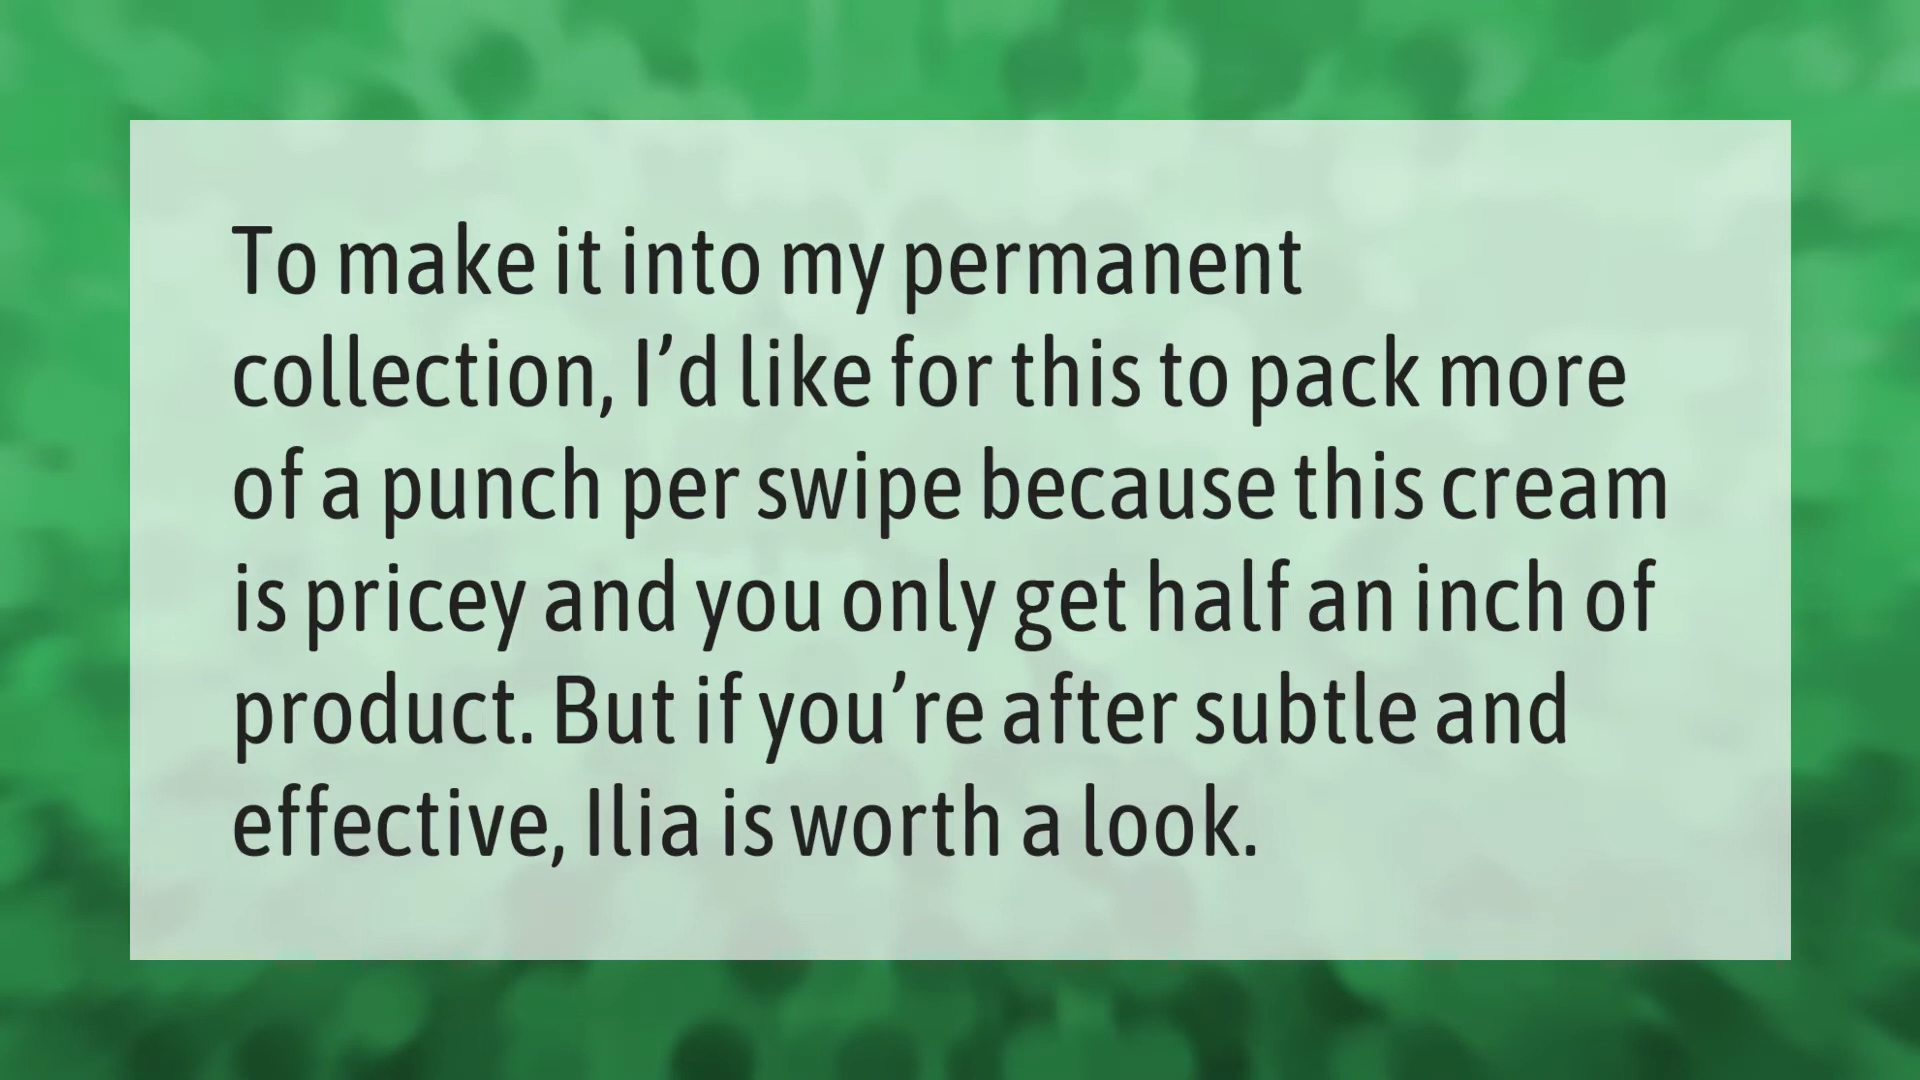 To make it into my permanent
collection, I’d like for this to pack more
of a punch per swipe because this cream
is pricey and you only get half an inch of
product. But if you’re after subtle and
effective, Ilia is worth a look.